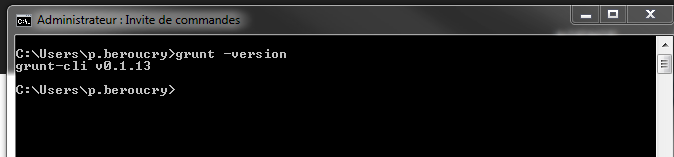 Administrateur : Invite de commandes
C:\Users\p.beroucry>grunt -version
grunt-cli v0.1.13
C:\Users\p.beroucry>